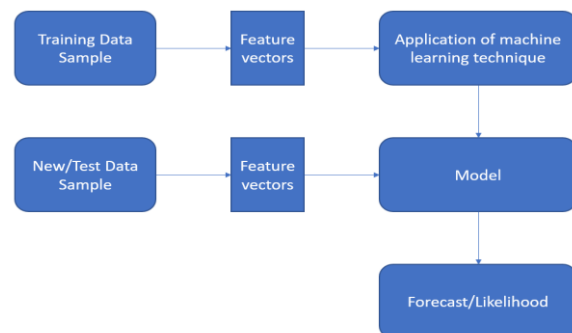 Training Data
Sample
Feature
vectors
Application of machine
learning technique
New/Test Data
Sample
Feature
vectors
Model
Forecast/Likelihood